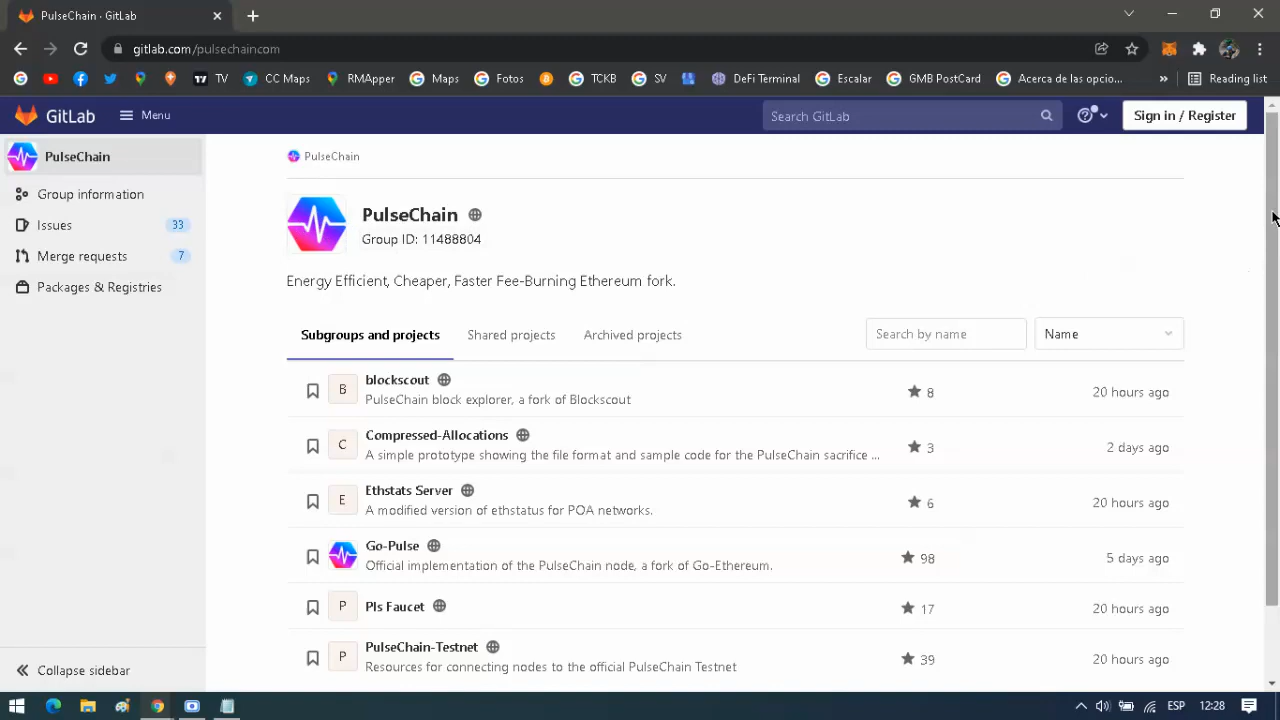 PulseChain · GitLab
gitlab.com/pulsechaincom
TV
CC Maps
RMApper
Maps
Fotos
TCKB
SV
DeFi Terminal
Escalar
GMB PostCard
Acerca de las opcio...
»
Reading list
GitLab
Menu
Search GitLab
Sign in / Register
PulseChain
Group information
Issues
33
Merge requests
7
Packages & Registries
Collapse sidebar
PulseChain
PulseChain
Group ID: 11488804
Energy Efficient, Cheaper, Faster Fee-Burning Ethereum fork.
Subgroups and projects
Shared projects
Archived projects
Search by name
Name
B
blockscout
PulseChain block explorer, a fork of Blockscout
8
20 hours ago
C
Compressed-Allocations
A simple prototype showing the file format and sample code for the PulseChain sacrifice ...
3
2 days ago
E
Ethstats Server
A modified version of ethstatus for POA networks.
6
20 hours ago
Go-Pulse
Official implementation of the PulseChain node, a fork of Go-Ethereum.
98
5 days ago
P
Pls Faucet
17
20 hours ago
P
PulseChain-Testnet
Resources for connecting nodes to the official PulseChain Testnet
39
20 hours ago
ESP
12:28